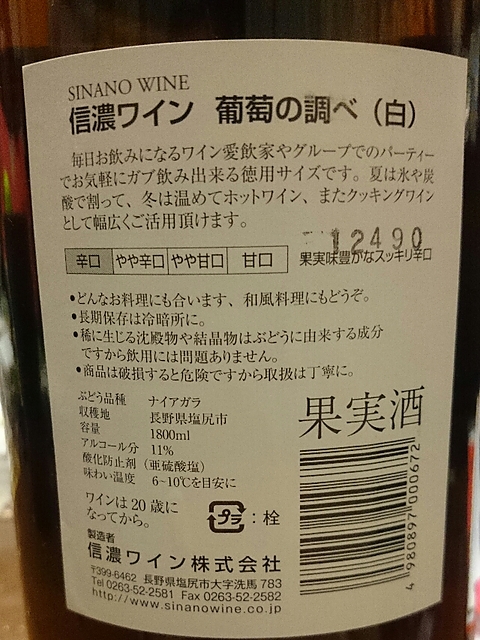 SINANO WINE
信濃ワイン 葡萄の調べ（白）
毎日お飲みになるワイン愛飲家やグループでのパーティー
でお気軽にガブ飲み出来る徳用サイズです。夏は氷や炭
酸で割って、冬は温めてホットワイン、またクッキングワイン
として幅広くご活用頂けます。
12490
辛口 やや辛口 やや甘口 甘口 果実味豊かなスッキリ辛口
•どんなお料理にも合います、和風料理にもどうぞ。
•長期保存は冷暗所に。
•稀に生じる沈殿物や結晶物はぶどうに由来する成分
ですから飲用には問題ありません。
•商品は破損すると危険ですから取扱は丁寧に。
ぶどう品種 ナイアガラ
収穫地 長野県塩尻市
容量 1800ml
アルコール分 11%
酸化防止剤（亜硫酸塩）
味わい温度 6~10℃を目安に
果実酒
ワインは20歳に
なってから。
プラ：栓
製造者
信濃ワイン株式会社
〒399-6462 長野県塩尻市大字洗馬783
Tel 0263-52-2581 Fax 0263-52-2582
http://www.sinanowine.co.jp
4980897000672